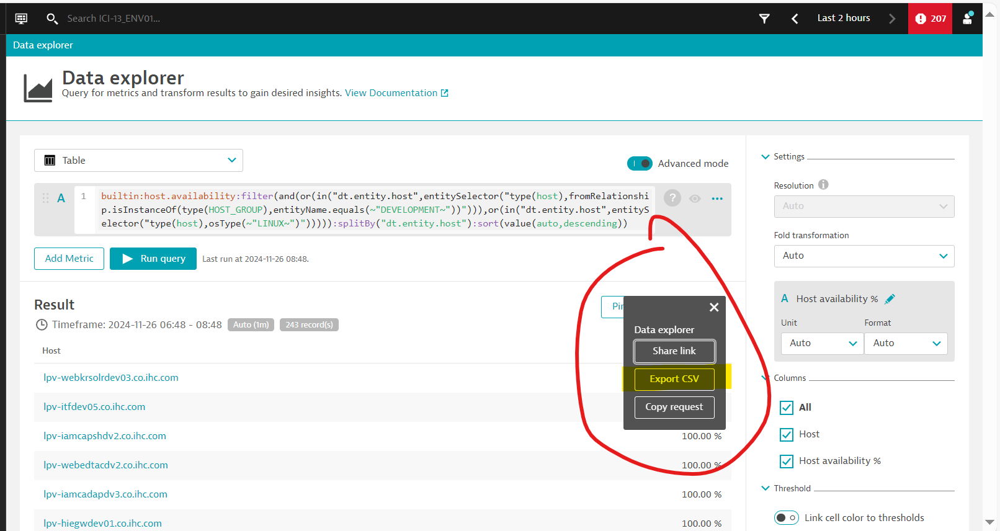 Search ICI-13_ENV01...
Last 2 hours
207
Data explorer
Data explorer
Query for metrics and transform results to gain desired insights. View Documentation
Table
Advanced mode
A
1
builtin:host.availability:filter(and(or(in("dt.entity.host",entitySelector("type(host),fromRelationshi
p.isInstanceOf(type(HOST_GROUP),entityName.equals(~"DEVELOPMENT~"))"))),or(in("dt.entity.host",entityS
elector("type(host),osType(~"LINUX~")"))))):splitBy("dt.entity.host"):sort(value(auto,descending))
?
Add Metric
Run query
Last run at 2024-11-26 08:48.
Result
Timeframe: 2024-11-26 06:48 - 08:48
Auto (1m)
243 record(s)
Host
lpv-webkrsolrdev03.co.ihc.com
lpv-itfdev05.co.ihc.com
lpv-iamcapshdv2.co.ihc.com
100.00 %
lpv-webedtacdv2.co.ihc.com
100.00 %
lpv-iamcadapdv3.co.ihc.com
100.00 %
lpv-hiegwdev01.co.ihc.com
100.00 %
Data explorer
Share link
Export CSV
Copy request
Settings
Resolution
Auto
Fold transformation
Auto
A Host availability %
Unit
Format
Auto
Auto
Columns
All
Host
Host availability %
Threshold
Link cell color to thresholds